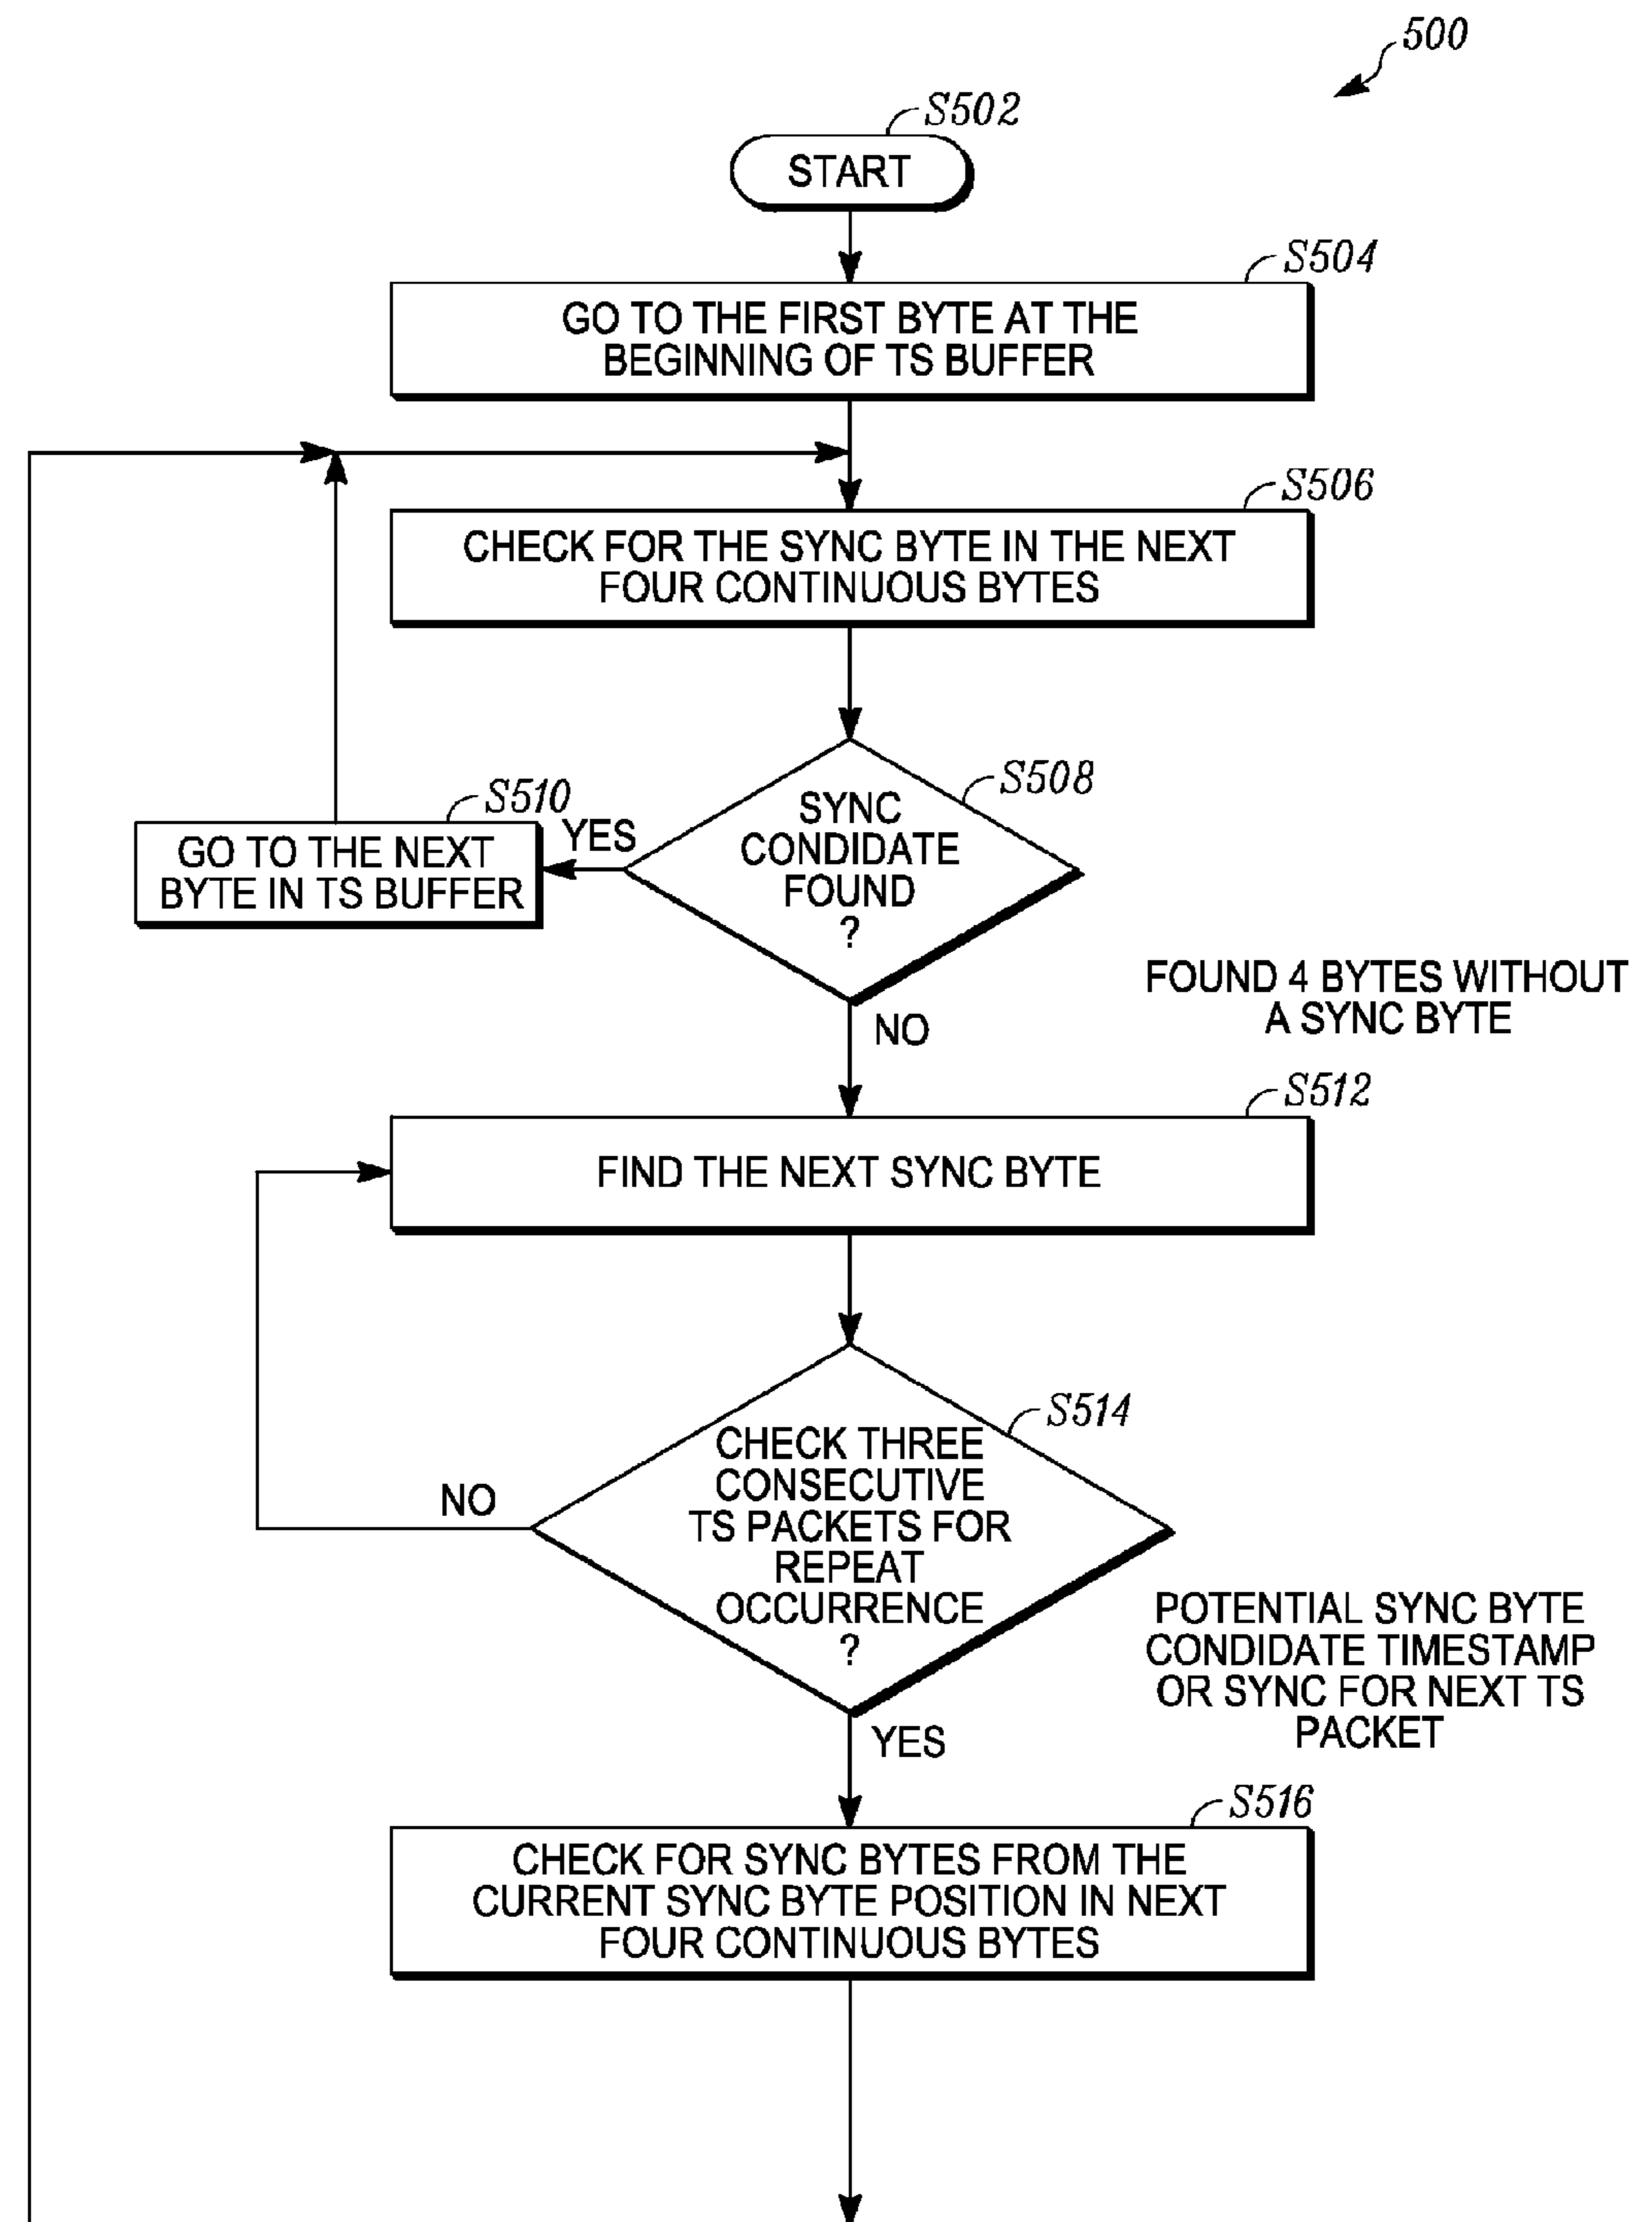 500
S502
START
S504
GO TO THE FIRST BYTE AT THE
BEGINNING OF TS BUFFER
S506
CHECK FOR THE SYNC BYTE IN THE NEXT
FOUR CONTINUOUS BYTES
S508
SYNC
CONDIDATE
FOUND
?
S510
YES
GO TO THE NEXT
BYTE IN TS BUFFER
NO
FOUND 4 BYTES WITHOUT
A SYNC BYTE
S512
FIND THE NEXT SYNC BYTE
S514
CHECK THREE
CONSECUTIVE
TS PACKETS FOR
REPEAT
OCCURRENCE
?
NO
POTENTIAL SYNC BYTE
CONDIDATE TIMESTAMP
OR SYNC FOR NEXT TS
PACKET
YES
S516
CHECK FOR SYNC BYTES FROM THE
CURRENT SYNC BYTE POSITION IN NEXT
FOUR CONTINUOUS BYTES